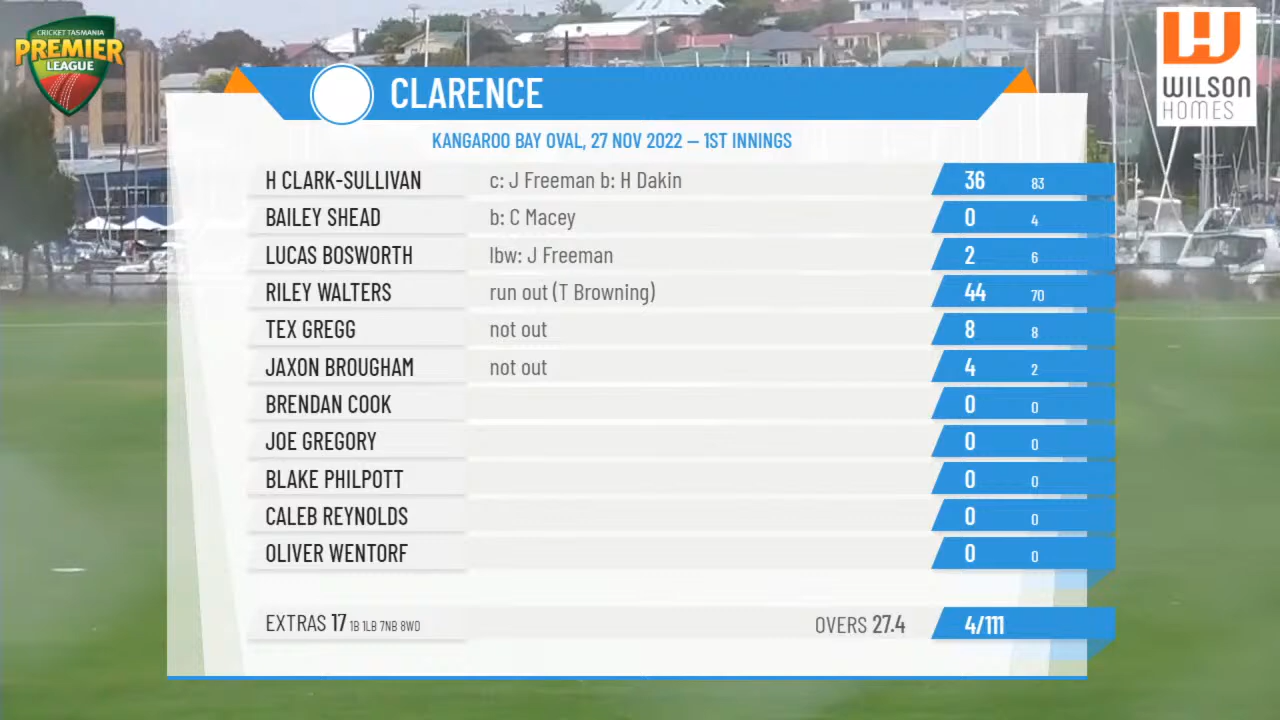 CRICKET TASMANIA
PREMIER
LEAGUE
WILSON
HOMES
CLARENCE
KANGAROO BAY OVAL, 27 NOV 2022 – 1ST INNINGS
H CLARK-SULLIVAN c: J Freeman b: H Dakin 36 83
BAILEY SHEAD b: C Macey 0 4
LUCAS BOSWORTH lbw: J Freeman 2 6
RILEY WALTERS run out (T Browning) 44 70
TEX GREGG not out 8 8
JAXON BROUGHAM not out 4 2
BRENDAN COOK 0 0
JOE GREGORY 0 0
BLAKE PHILPOTT 0 0
CALEB REYNOLDS 0 0
OLIVER WENTORF 0 0
EXTRAS 17 1B 1LB 7NB 8WD OVERS 27.4 4/111